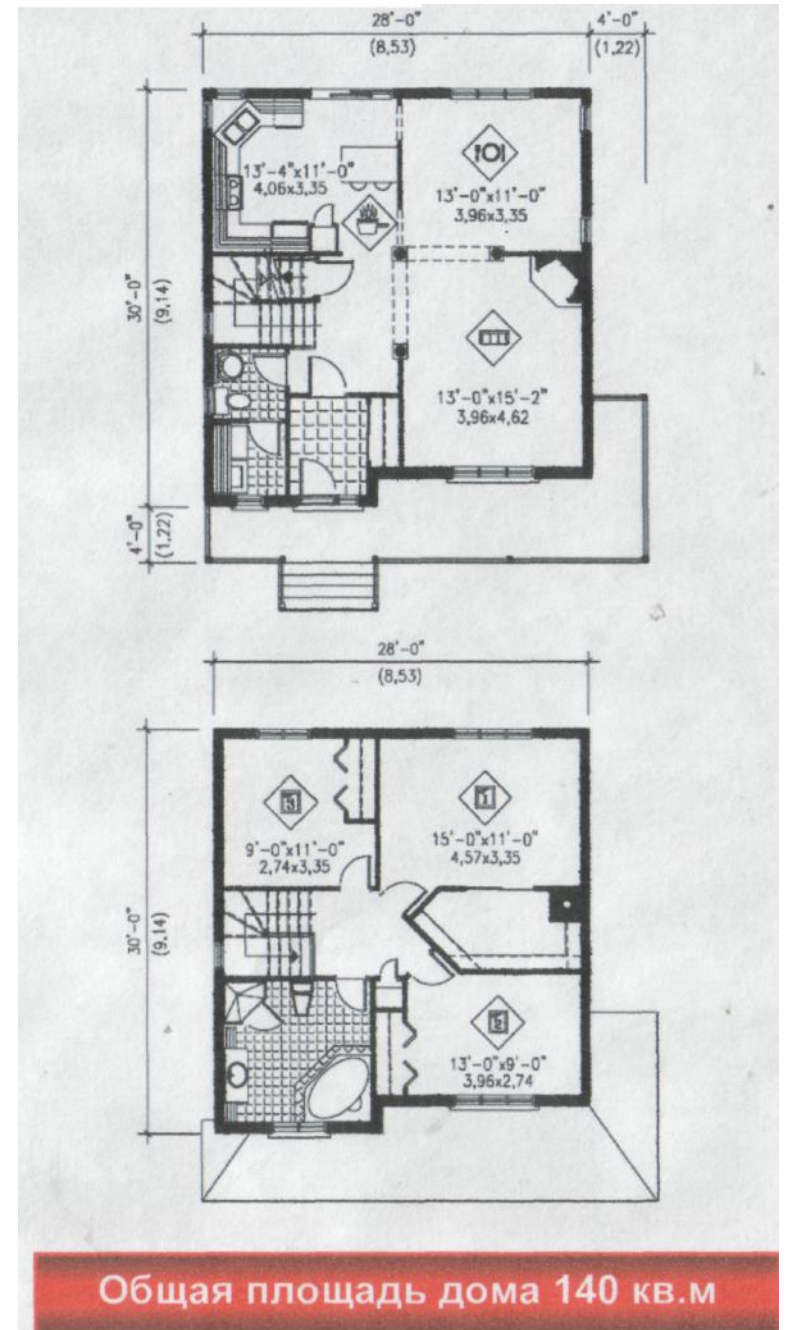 28'-0"
(8,53)
4'-0"
(1,22)
13'-4"x11'-0"
4,06x3,35
13'-0"x11'-0"
3,96x3,35
30'-0"
(9,14)
13'-0"x15'-2"
3,96x4,62
4'-0"
(1,22)
28'-0"
(8,53)
3
1
9'-0"x11'-0"
2,74x3,35
15'-0"x11'-0"
4,57x3,35
30'-0"
(9,14)
2
13'-0"x9'-0"
3,96x2,74
Общая площадь дома 140 кв.м